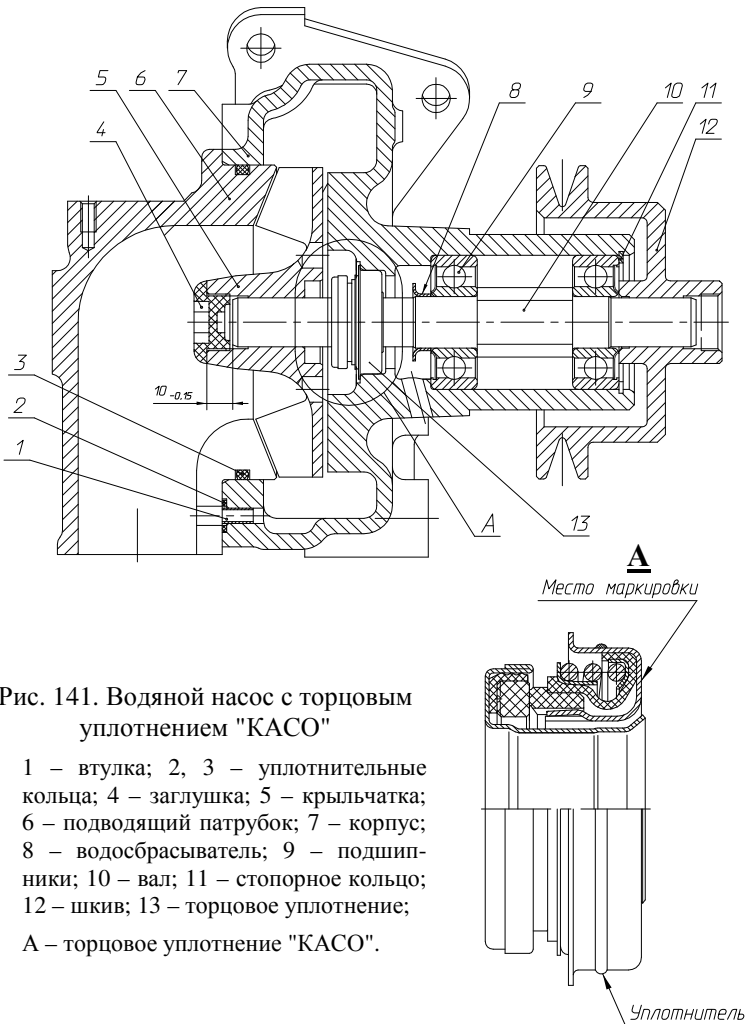 5 6 7 8 9 10 11
4 12
10 -0,15
3
2
1
А 13
А
Место маркировки
Рис. 141. Водяной насос с торцовым
уплотнением "КАСО"
1 – втулка; 2, 3 – уплотнительные
кольца; 4 – заглушка; 5 – крыльчатка;
6 – подводящий патрубок; 7 – корпус;
8 – водосбрасыватель; 9 – подшип-
ники; 10 – вал; 11 – стопорное кольцо;
12 – шкив; 13 – торцовое уплотнение;
А – торцовое уплотнение "КАСО".
Уплотнитель